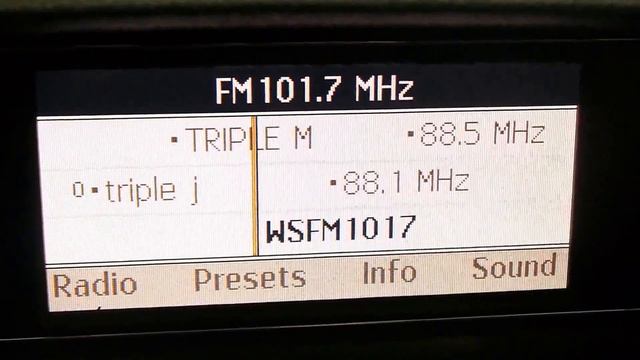 FM101.7 MHz
•TRIPLE M •88.5 MHz
0•triple j •88.1 MHz
WSFM1017
Radio Presets Info Sound